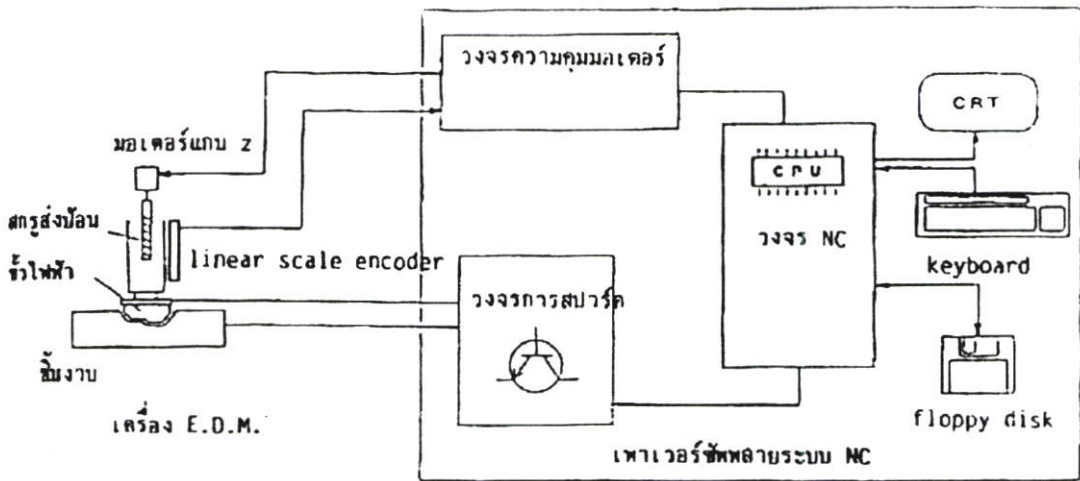 วงจรความคุมมอเตอร์
CRT
มอเตอร์แกน z
CPU
สกรูส่งป้อน
วงจร NC
linear scale encoder
keyboard
ขั้วไฟฟ้า
วงจรการสปาร์ค
ชิ้นงาน
เครื่อง E.D.M.
floppy disk
เพาเวอร์ซัพพลายระบบ NC